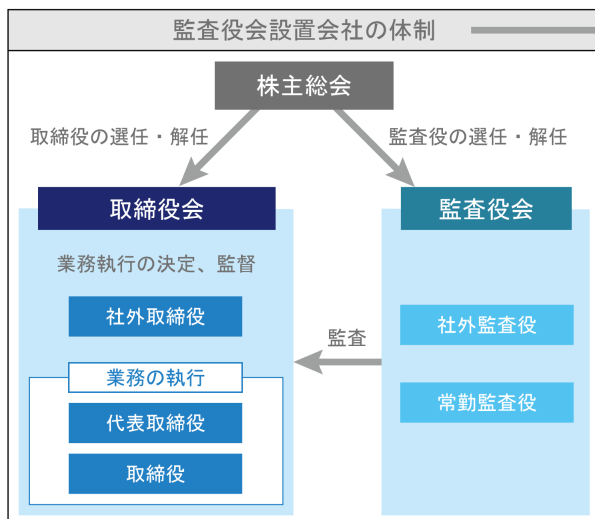 監査役会設置会社の体制
株主総会
取締役の選任・解任
監査役の選任・解任
取締役会
監査役会
業務執行の決定、監督
社外取締役
社外監査役
監査
業務の執行
代表取締役
常勤監査役
取締役